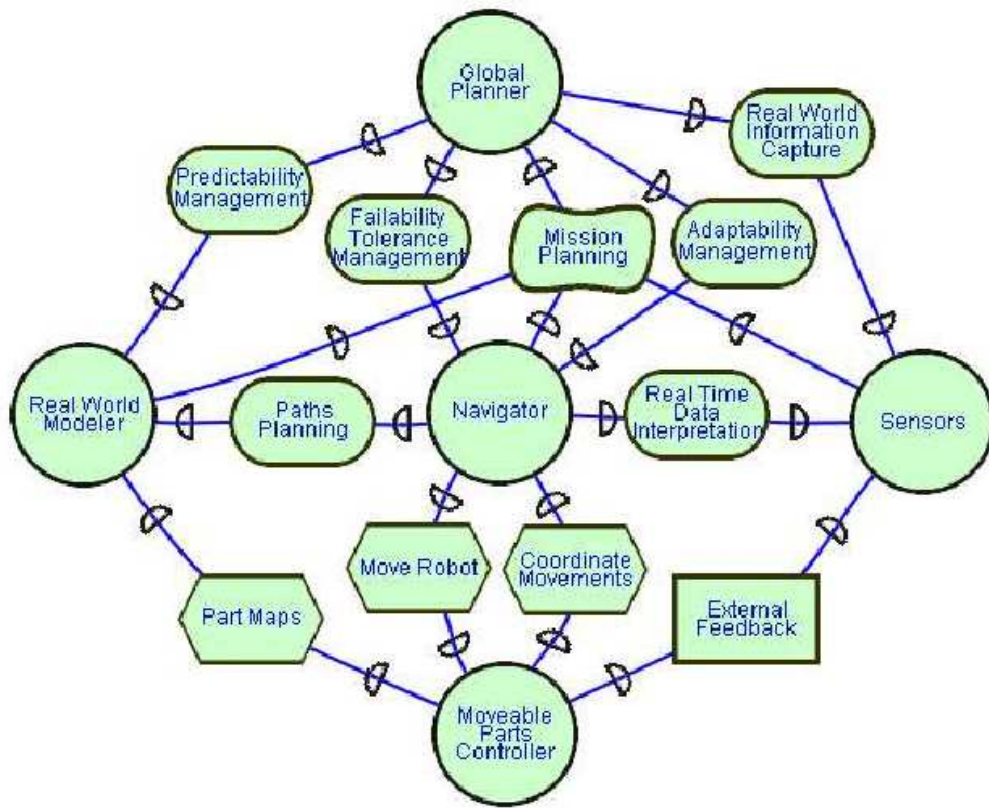 Global
Planner
Real World
Information
Capture
Predictability
Management
Failability
Tolerance
Management
Mission
Planning
Adaptability
Management
Real World
Modeler
Paths
Planning
Navigator
Real Time
Data
Interpretation
Sensors
Move Robot
Coordinate
Movements
Part Maps
External
Feedback
Moveable
Parts
Controller